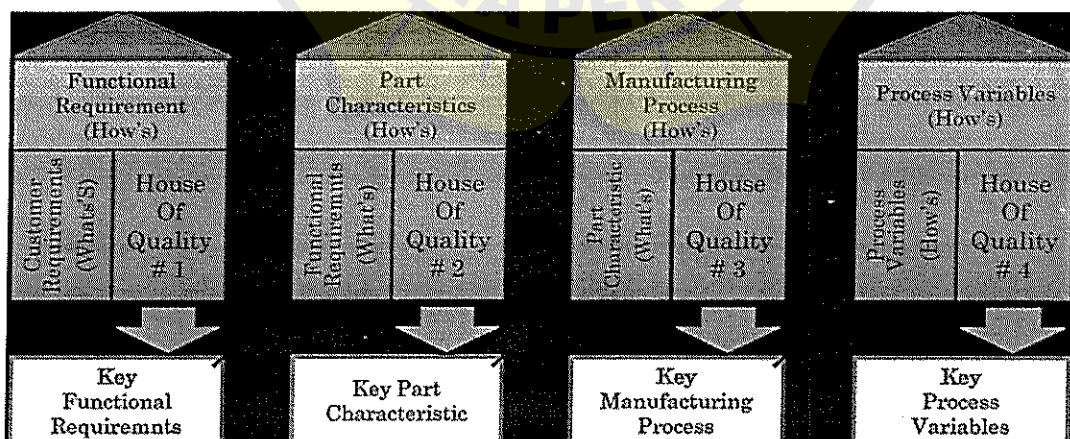 A PER
Functional
Requirement
(How's)
Customer
Requirements
(Whats'S)
House
Of
Quality
# 1
Key
Functional
Requiremnts
Part
Characteristics
(How's)
Functional
Requiremnts
(What's)
House
Of
Quality
# 2
Key Part
Characteristic
Manufacturing
Process
(How's)
Part
Characteristic
(What's)
House
Of
Quality
# 3
Key
Manufacturing
Process
Process Variables
(How's)
Process
Variables
(How's)
House
Of
Quality
# 4
Key
Process
Variables